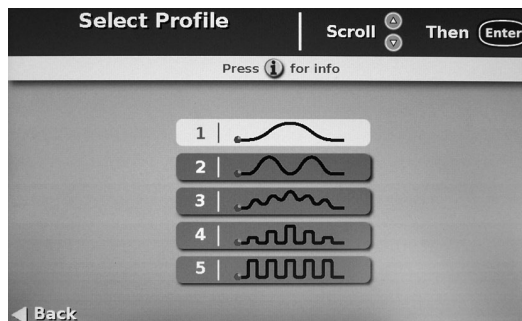 Select Profile
Scroll Then Enter
Press i for info
1
2
3
4
5
Back